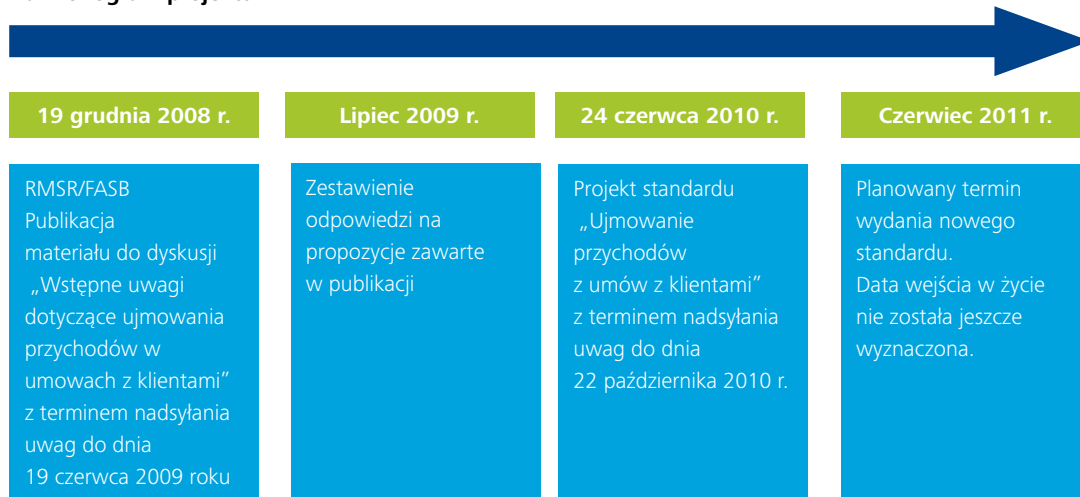 19 grudnia 2008 r.
RMSR/FASB
Publikacja
materiału do dyskusji
„Wstępne uwagi
dotyczące ujmowania
przychodów w
umowach z klientami”
z terminem nadsyłania
uwag do dnia
19 czerwca 2009 roku
Lipiec 2009 r.
Zestawienie
odpowiedzi na
propozycje zawarte
w publikacji
24 czerwca 2010 r.
Projekt standardu
„Ujmowanie
przychodów
z umów z klientami”
z terminem nadsyłania
uwag do dnia
22 października 2010 r.
Czerwiec 2011 r.
Planowany termin
wydania nowego
standardu.
Data wejścia w życie
nie została jeszcze
wyznaczona.